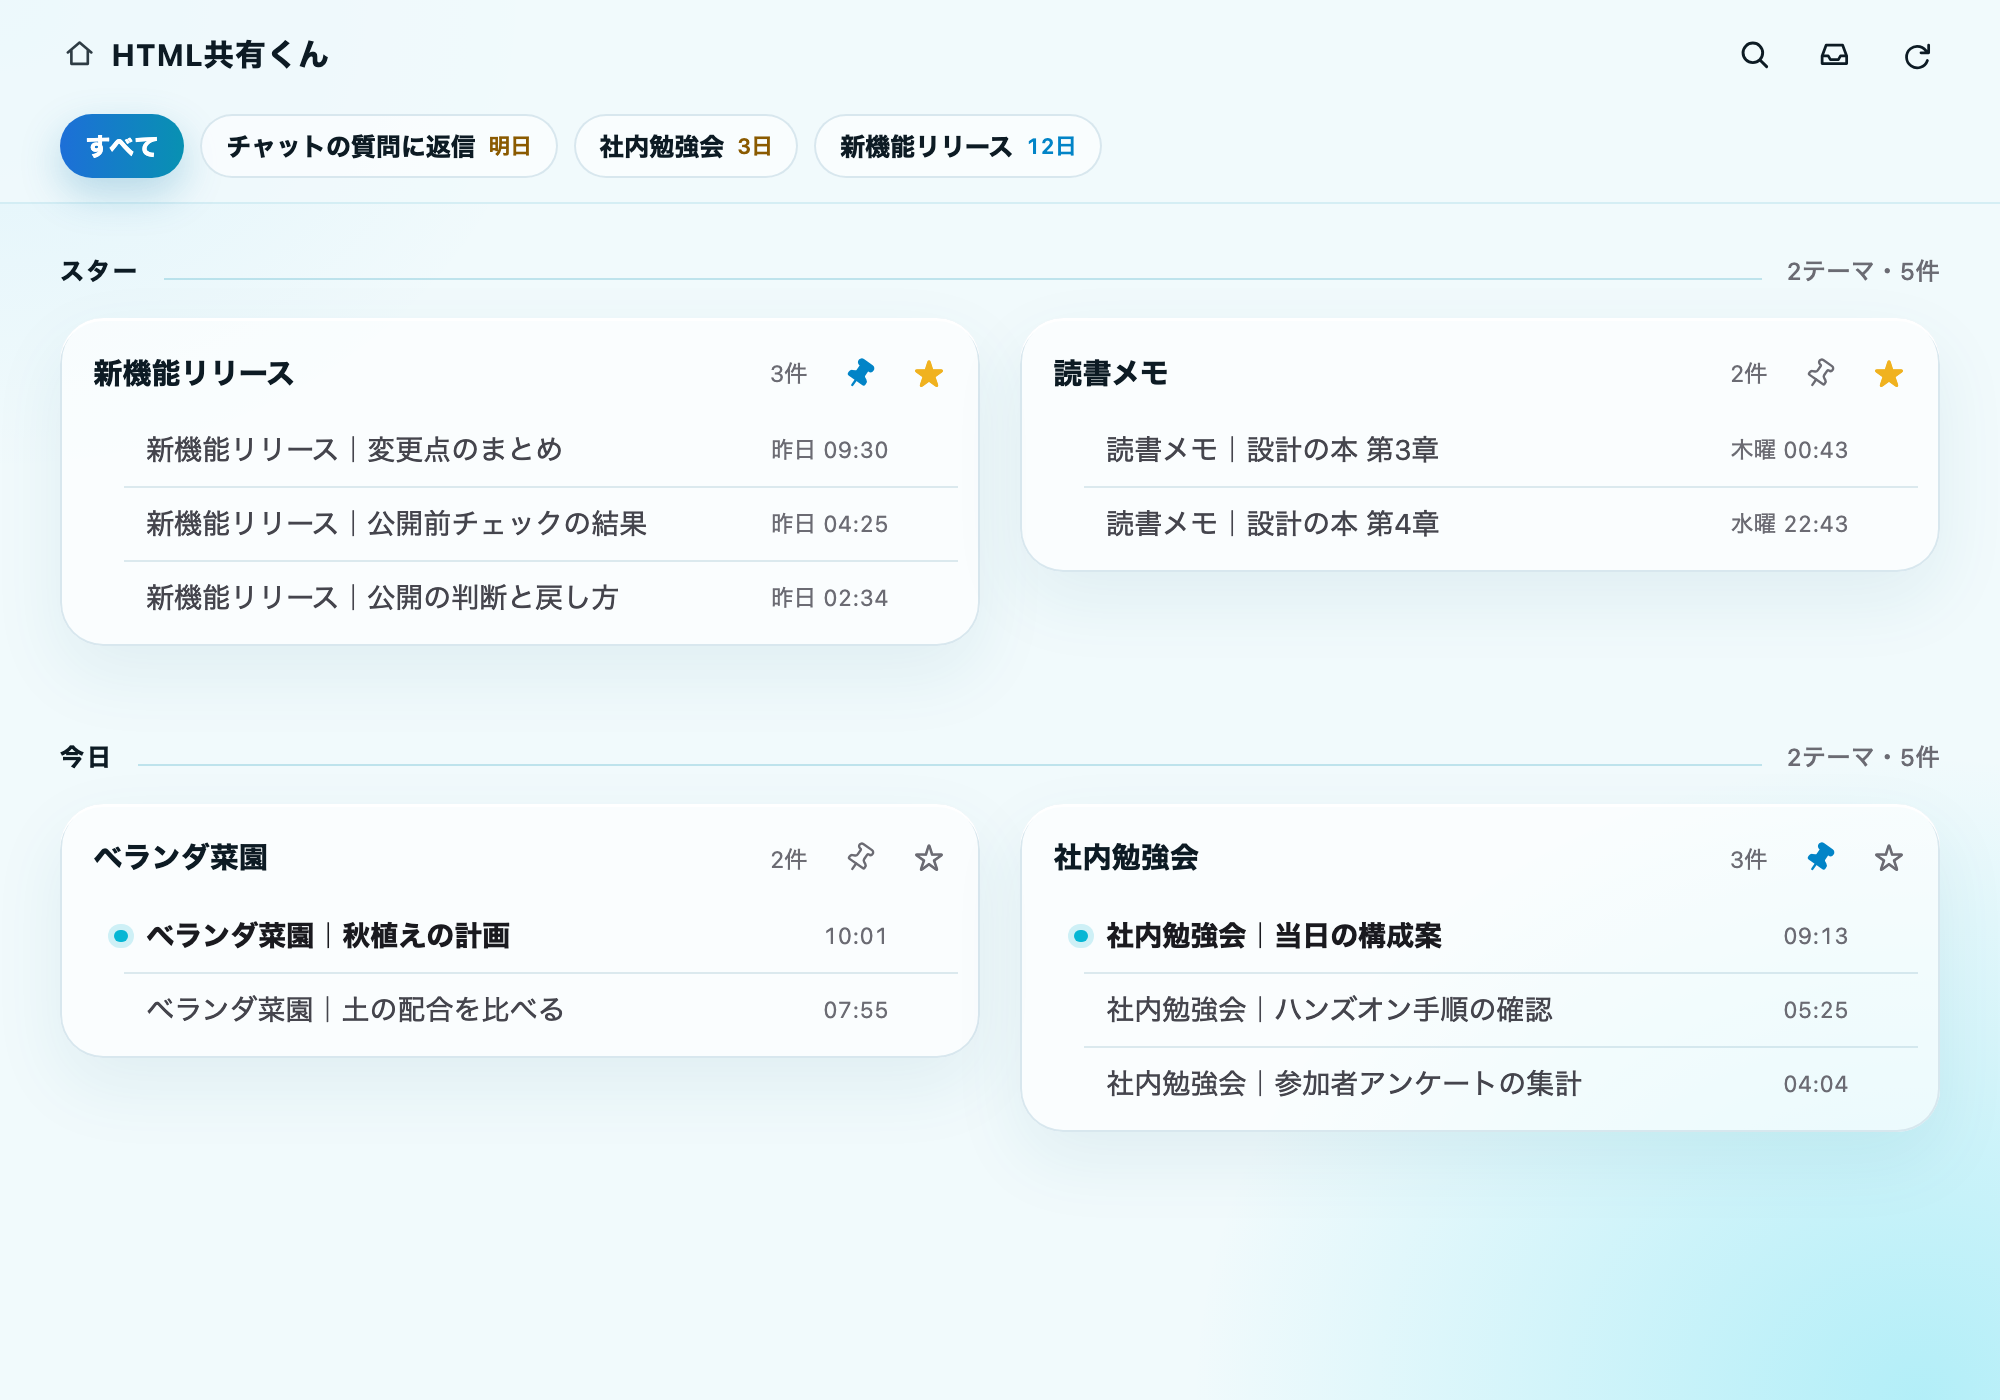 HTML共有くん
すべて
チャットの質問に返信 明日
社内勉強会 3日
新機能リリース 12日
スター
2テーマ・5件
新機能リリース 3件
新機能リリース｜変更点のまとめ 昨日 09:30
新機能リリース｜公開前チェックの結果 昨日 04:25
新機能リリース｜公開の判断と戻し方 昨日 02:34
読書メモ 2件
読書メモ｜設計の本 第3章 木曜 00:43
読書メモ｜設計の本 第4章 水曜 22:43
今日
2テーマ・5件
ベランダ菜園 2件
ベランダ菜園｜秋植えの計画 10:01
ベランダ菜園｜土の配合を比べる 07:55
社内勉強会 3件
社内勉強会｜当日の構成案 09:13
社内勉強会｜ハンズオン手順の確認 05:25
社内勉強会｜参加者アンケートの集計 04:04